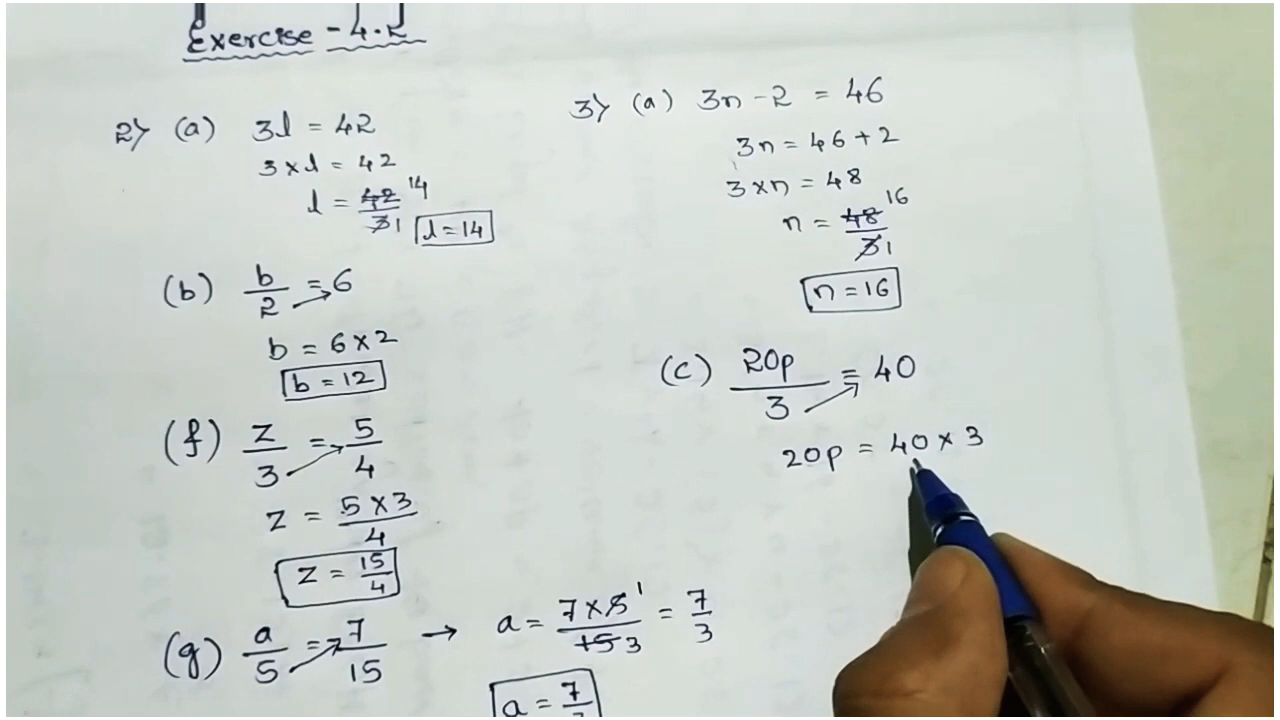 Exercise - 4.2
2) (a) 3l = 42
3 x l = 42
l = 42/3 14 1
l = 14
(b) b/2 = 6
b = 6 x 2
b = 12
(f) z/3 = 5/4
z = 5 x 3/4
z = 15/4
(g) a/5 = 7/15 → a = 7 x 5 1/15 3 = 7/3
a = 7/3
3) (a) 3n - 2 = 46
3n = 46 + 2
3 x n = 48
n = 48/3 16 1
n = 16
(c) 20p/3 = 40
20p = 40 x 3